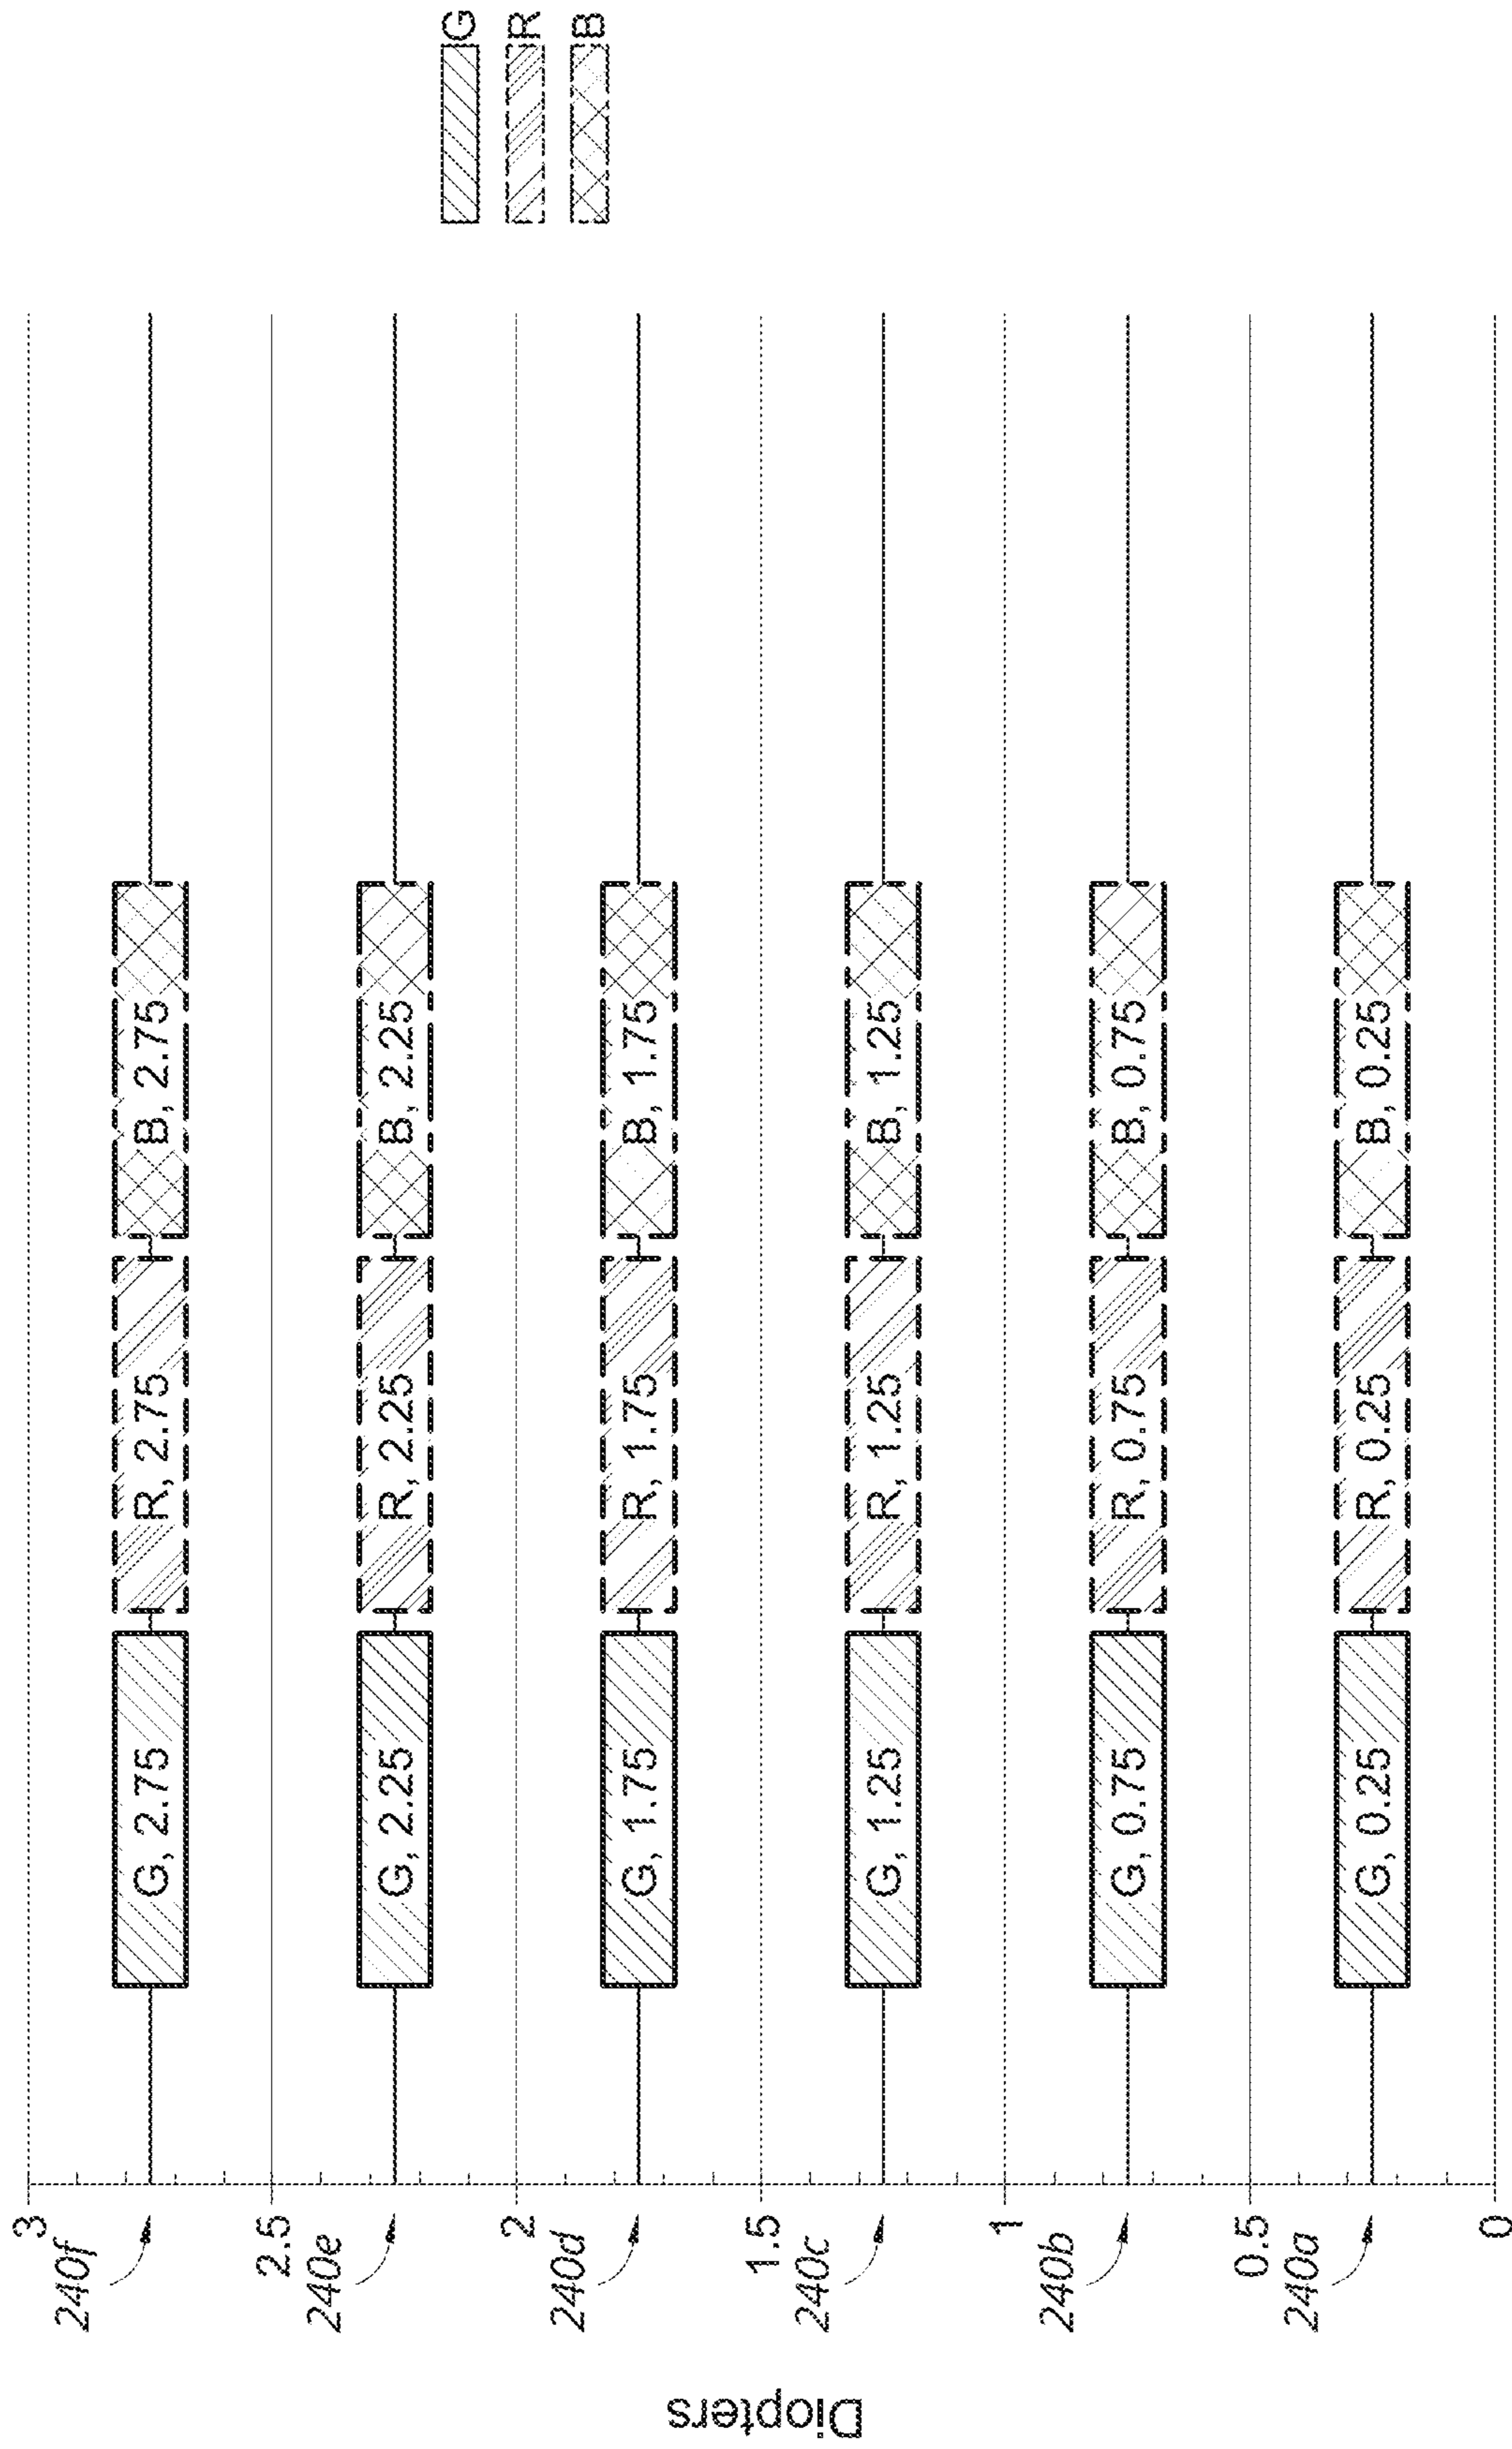 Diopters
3
240f
G, 2.75
R, 2.75
B, 2.75
2.5
240e
G, 2.25
R, 2.25
B, 2.25
2
240d
G, 1.75
R, 1.75
B, 1.75
1.5
240c
G, 1.25
R, 1.25
B, 1.25
1
240b
G, 0.75
R, 0.75
B, 0.75
0.5
240a
G, 0.25
R, 0.25
B, 0.25
0
G
R
B